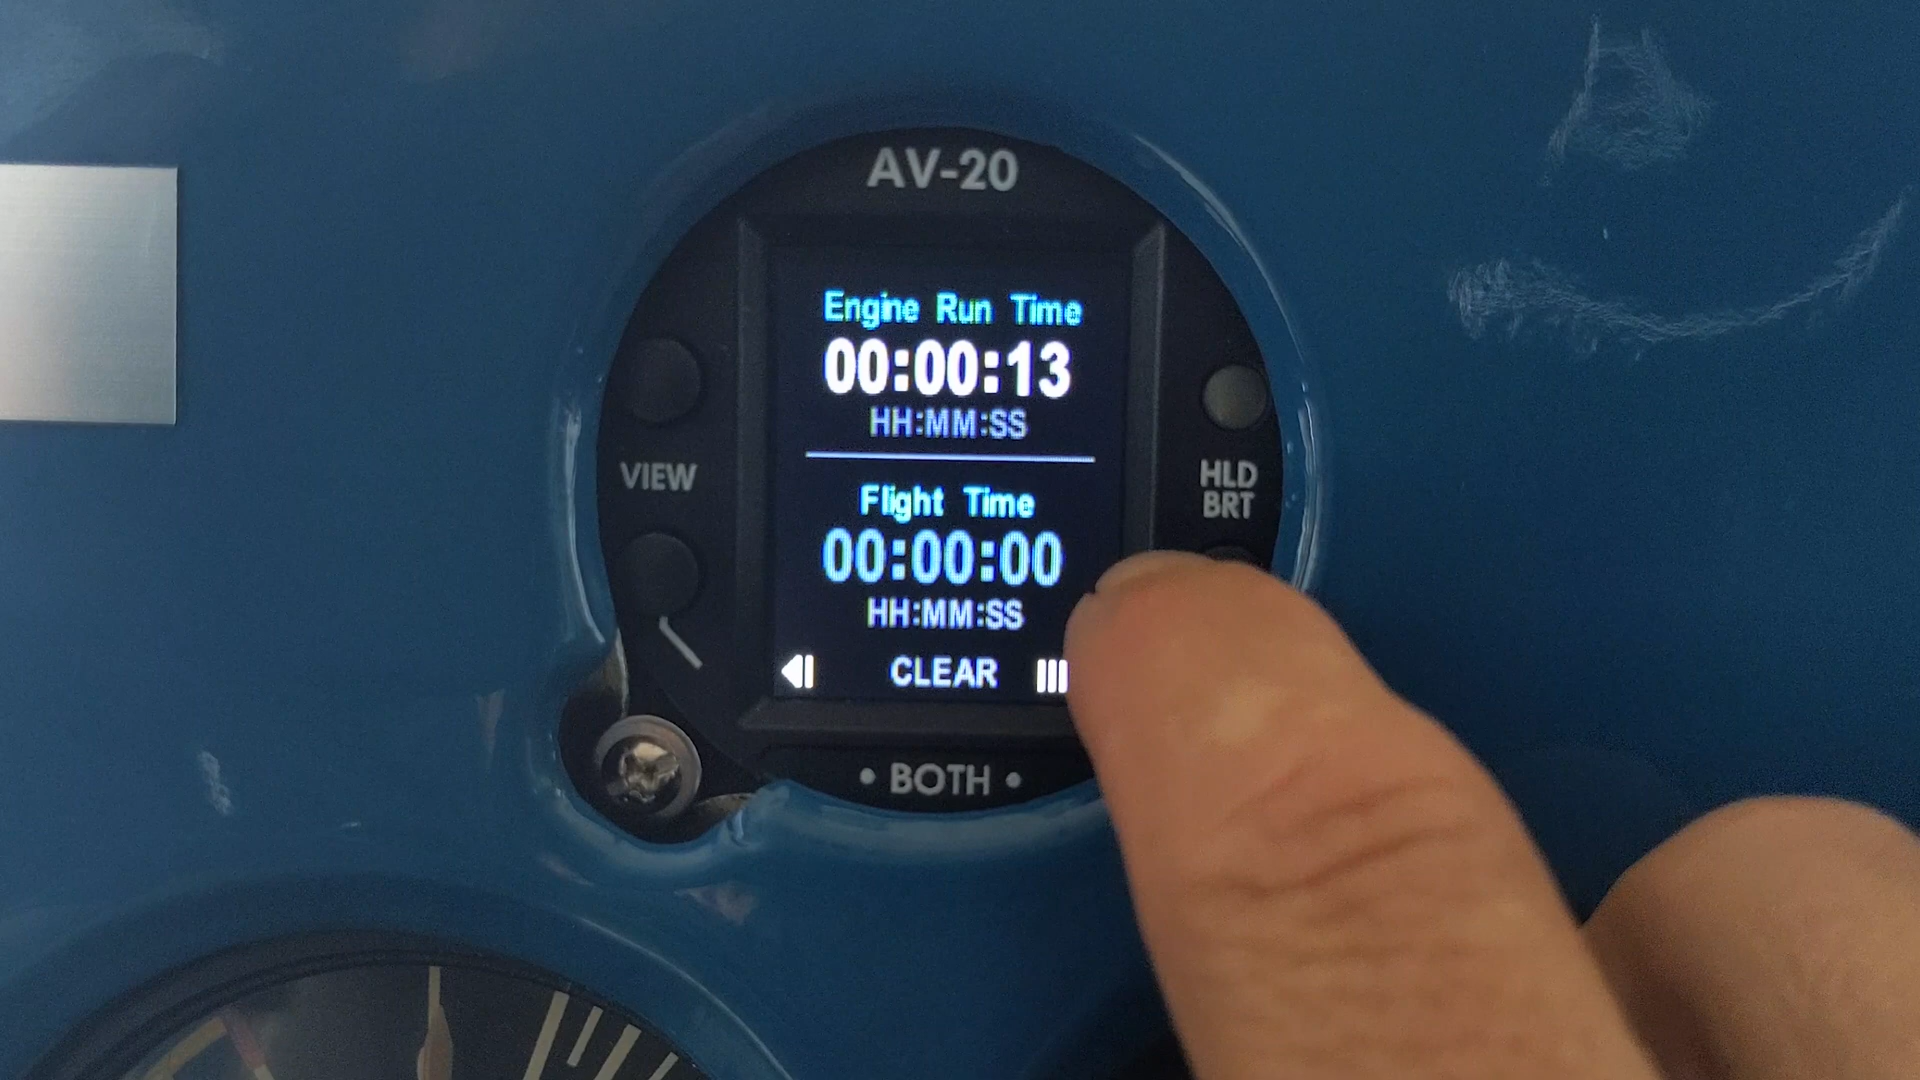 AV-20
Engine Run Time
00:00:13
HH:MM:SS
VIEW
HLD
BRT
Flight Time
00:00:00
HH:MM:SS
CLEAR
• BOTH •